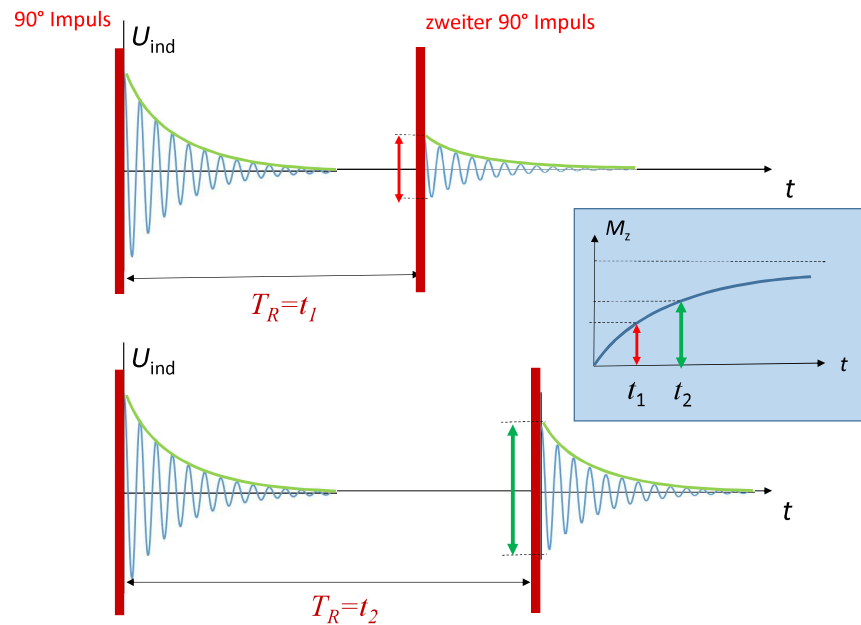 90° Impuls
zweiter 90° Impuls
U_ind
t
T_R=t_1
M_z
t
t_1 t_2
U_ind
t
T_R=t_2